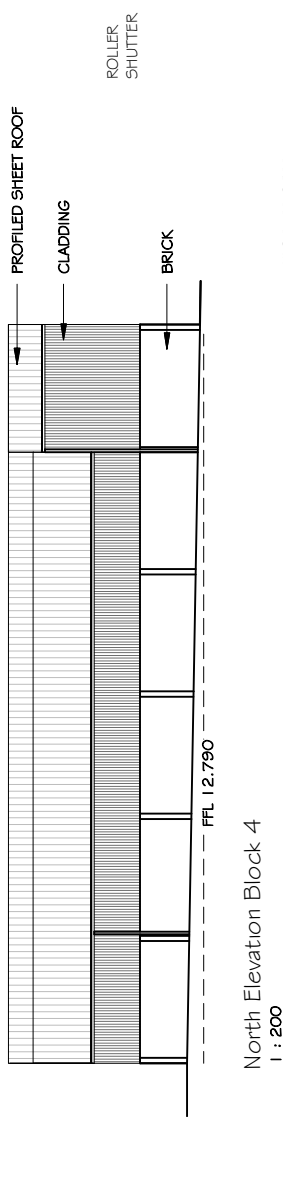 ROLLER
SHUTTER
PROFILED SHEET ROOF
CLADDING
BRICK
FFL 12.790
North Elevation Block 4
1 : 200